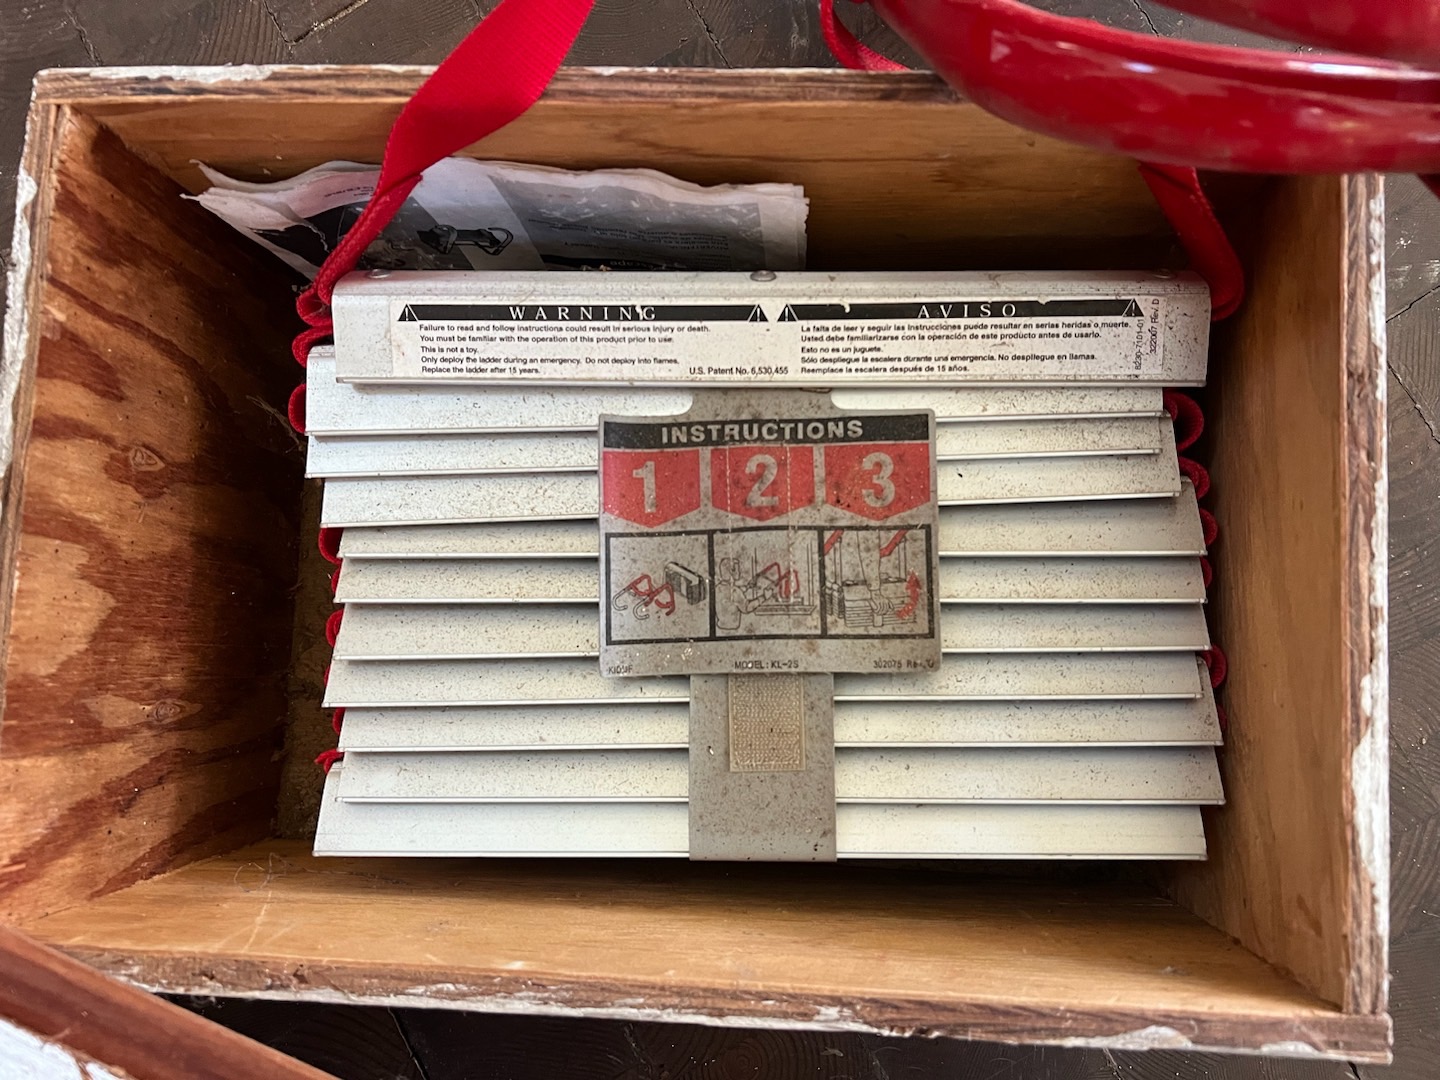 WARNING
Failure to read and follow instructions could result in serious injury or death.
You must be familiar with the operation of this product prior to use.
This is not a toy.
Only deploy the ladder during an emergency. Do not deploy into flames.
Replace the ladder after 15 years.
U.S. Patent No. 6,530,455
AVISO
La falta de leer y seguir las instrucciones puede resultar en serias heridas o muerte.
Usted debe familiarizarse con la operación de este producto antes de usarlo.
Esto no es un juguete.
Sólo despliegue la escalera durante una emergencia. No despliegue en llamas.
Reemplace la escalera después de 15 años.
322007 Rev. D
INSTRUCTIONS
1 2 3
MODEL: KL-2S
302075